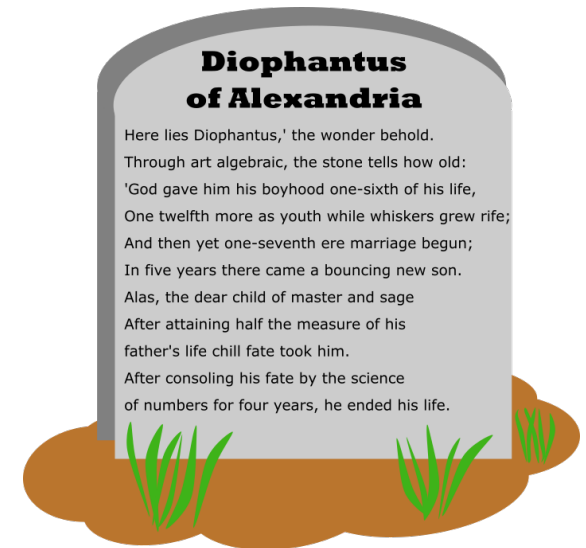 Diophantus
of Alexandria
Here lies Diophantus,' the wonder behold.
Through art algebraic, the stone tells how old:
'God gave him his boyhood one-sixth of his life,
One twelfth more as youth while whiskers grew rife;
And then yet one-seventh ere marriage begun;
In five years there came a bouncing new son.
Alas, the dear child of master and sage
After attaining half the measure of his
father's life chill fate took him.
After consoling his fate by the science
of numbers for four years, he ended his life.